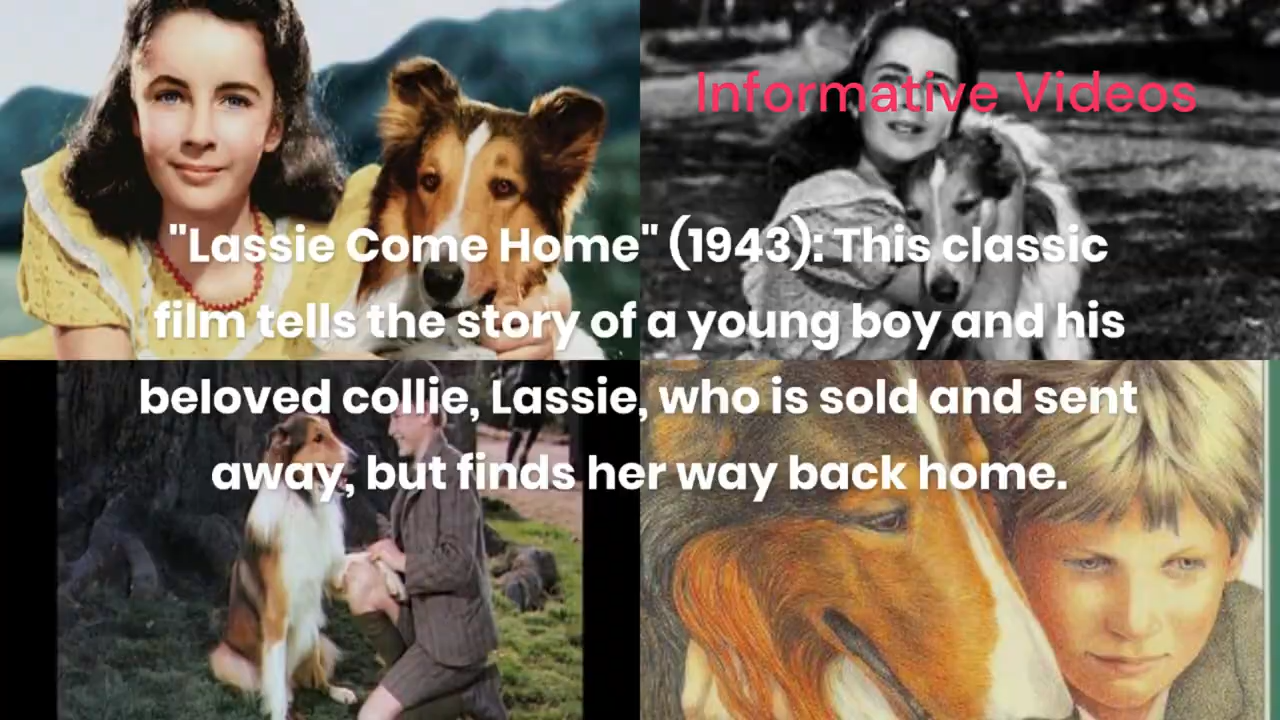 Informative Videos
"Lassie Come Home" (1943): This classic
film tells the story of a young boy and his
beloved collie, Lassie, who is sold and sent
away, but finds her way back home.